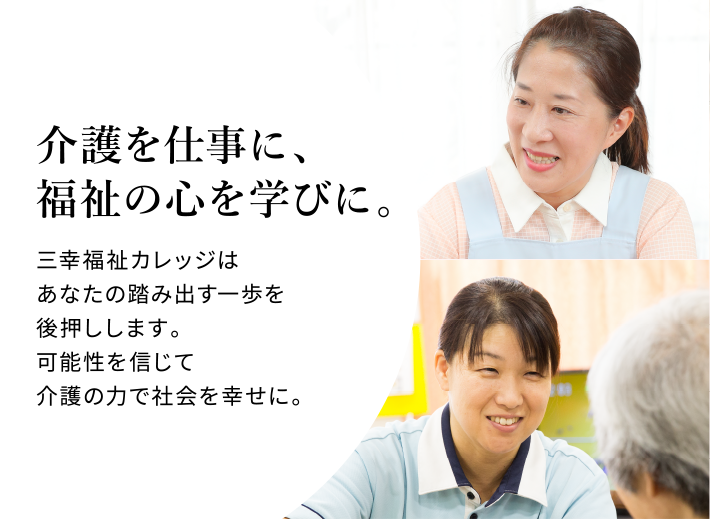 介護を仕事に、
福祉の心を学びに。
三幸福祉カレッジは
あなたの踏み出す一歩を
後押しします。
可能性を信じて
介護の力で社会を幸せに。